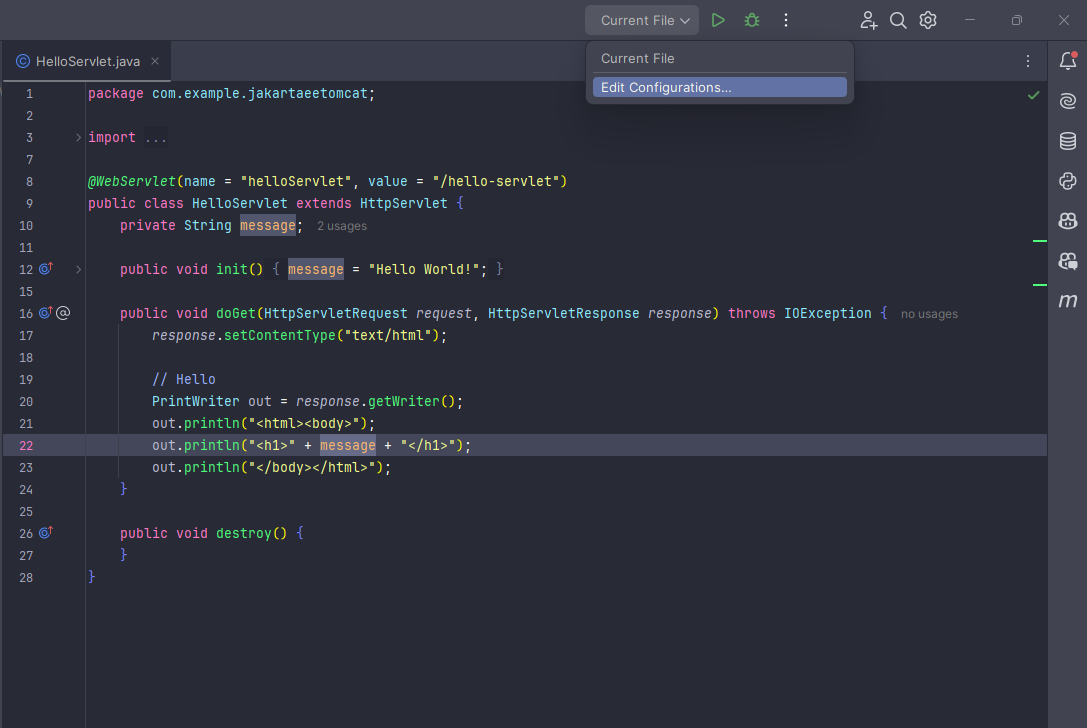 Current File
HelloServlet.java
Current File
Edit Configurations...
1 package com.example.jakartaeetomcat;
2
3 import ...
7
8 @WebServlet(name = "helloServlet", value = "/hello-servlet")
9 public class HelloServlet extends HttpServlet {
10 private String message; 2 usages
11
12 public void init() { message = "Hello World!"; }
15
16 @ public void doGet(HttpServletRequest request, HttpServletResponse response) throws IOException { no usages
17 response.setContentType("text/html");
18
19 // Hello
20 PrintWriter out = response.getWriter();
21 out.println("<html><body>");
22 out.println("<h1>" + message + "</h1>");
23 out.println("</body></html>");
24 }
25
26 public void destroy() {
27 }
28 }
m